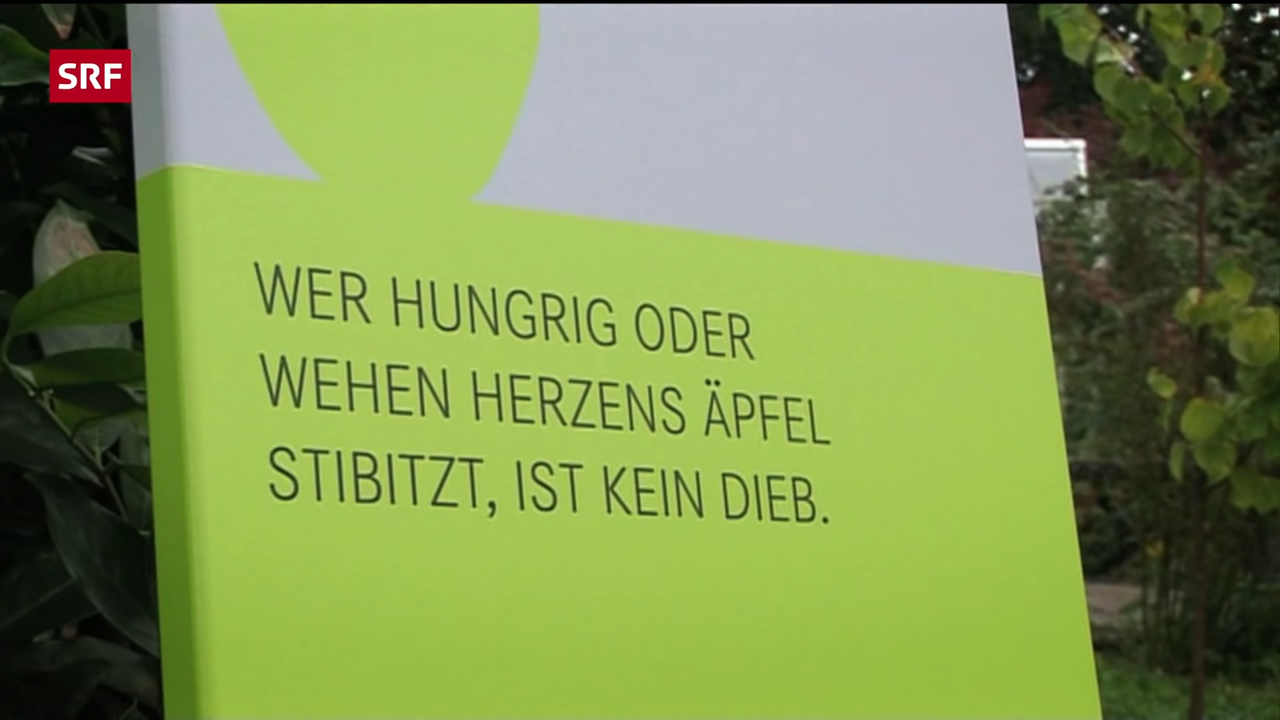 SRF
WER HUNGRIG ODER
WEHEN HERZENS ÄPFEL
STIBITZT, IST KEIN DIEB.